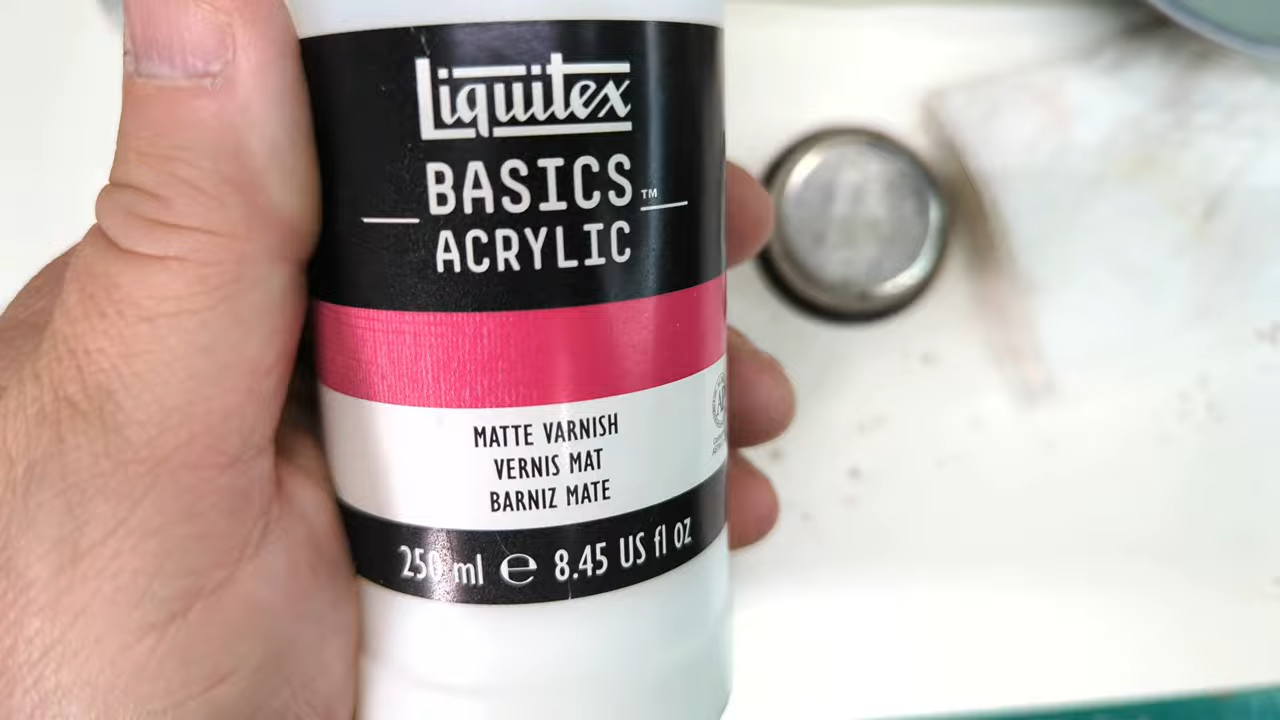 Liquitex
BASICS™
ACRYLIC
MATTE VARNISH
VERNIS MAT
BARNIZ MATE
250 ml ℮ 8.45 US fl oz